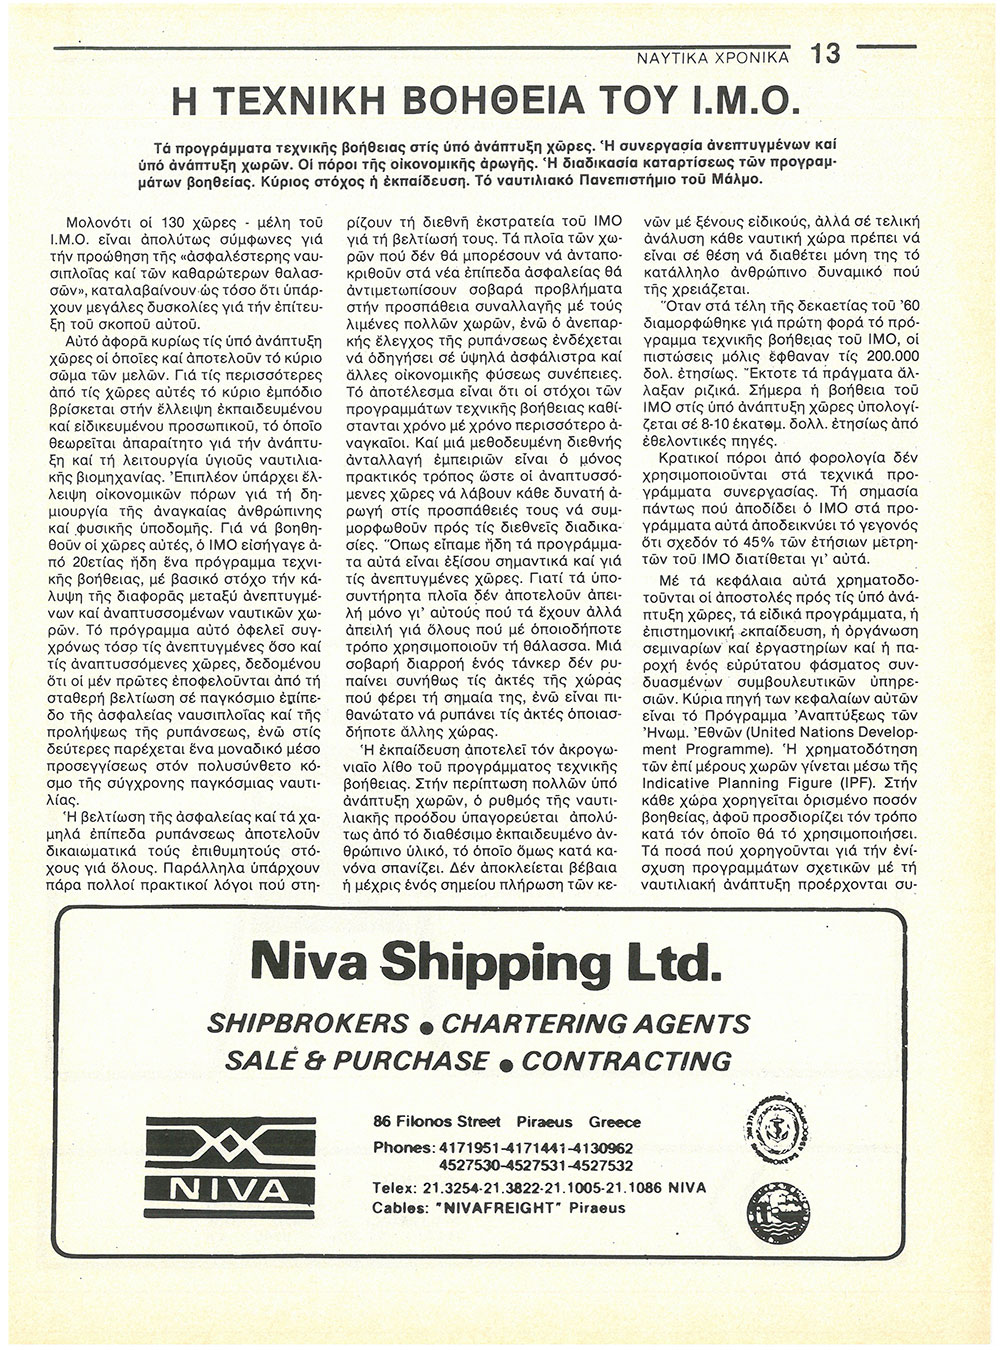 ΝΑΥΤΙΚΑ ΧΡΟΝΙΚΑ 13
Η ΤΕΧΝΙΚΗ ΒΟΗΘΕΙΑ ΤΟΥ Ι.Μ.Ο.
Τά προγράμματα τεχνικῆς βοήθειας στίς ὑπό ἀνάπτυξη χῶρες. Ἡ συνεργασία ἀνεπτυγμένων καί
ὑπό ἀνάπτυξη χωρῶν. Οἱ πόροι τῆς οἰκονομικῆς ἀρωγῆς. Ἡ διαδικασία καταρτίσεως τῶν προγραμ-
μάτων βοηθείας. Κύριος στόχος ἡ ἐκπαίδευση. Τό ναυτιλιακό Πανεπιστήμιο τοῦ Μάλμο.
Μολονότι οἱ 130 χῶρες - μέλη τοῦ
Ι.Μ.Ο. εἶναι ἀπολύτως σύμφωνες γιά
τήν προώθηση τῆς «ἀσφαλέστερης ναυ-
σιπλοΐας καί τῶν καθαρώτερων θαλασ-
σῶν», καταλαβαίνουν ὡς τόσο ὅτι ὑπάρ-
χουν μεγάλες δυσκολίες γιά τήν ἐπίτευ-
ξη τοῦ σκοποῦ αὐτοῦ.
Αὐτό ἀφορᾶ κυρίως τίς ὑπό ἀνάπτυξη
χῶρες οἱ ὁποῖες καί ἀποτελοῦν τό κύριο
σῶμα τῶν μελῶν. Γιά τίς περισσότερες
ἀπό τίς χῶρες αὐτές τό κύριο ἐμπόδιο
βρίσκεται στήν ἔλλειψη ἐκπαιδευμένου
καί εἰδικευμένου προσωπικοῦ, τό ὁποῖο
θεωρεῖται ἀπαραίτητο γιά τήν ἀνάπτυ-
ξη καί τή λειτουργία ὑγιοῦς ναυτιλια-
κῆς βιομηχανίας. Ἐπιπλέον ὑπάρχει ἔλ-
λειψη οἰκονομικῶν πόρων γιά τή δη-
μιουργία τῆς ἀναγκαίας ἀνθρώπινης
καί φυσικῆς ὑποδομῆς. Γιά νά βοηθη-
θοῦν οἱ χῶρες αὐτές, ὁ ΙΜΟ εἰσήγαγε ἀ-
πό 20ετίας ἤδη ἕνα πρόγραμμα τεχνι-
κῆς βοήθειας, μέ βασικό στόχο τήν κά-
λυψη τῆς διαφορᾶς μεταξύ ἀνεπτυγμέ-
νων καί ἀναπτυσσομένων ναυτικῶν χω-
ρῶν. Τό πρόγραμμα αὐτό ὀφελεῖ συγ-
χρόνως τόσο τίς ἀνεπτυγμένες ὅσο καί
τίς ἀναπτυσσόμενες χῶρες, δεδομένου
ὅτι οἱ μέν πρῶτες ἐποφελοῦνται ἀπό τή
σταθερή βελτίωση σέ παγκόσμιο ἐπίπε-
δο τῆς ἀσφαλείας ναυσιπλοΐας καί τῆς
προλήψεως τῆς ρυπάνσεως, ἐνῶ στίς
δεύτερες παρέχεται ἕνα μοναδικό μέσο
προσεγγίσεως στόν πολυσύνθετο κό-
σμο τῆς σύγχρονης παγκόσμιας ναυτι-
λίας.
Ἡ βελτίωση τῆς ἀσφαλείας καί τά χα-
μηλά ἐπίπεδα ρυπάνσεως ἀποτελοῦν
δικαιωματικά τούς ἐπιθυμητούς στό-
χους γιά ὅλους. Παράλληλα ὑπάρχουν
πάρα πολλοί πρακτικοί λόγοι πού στη-
ρίζουν τή διεθνῆ ἐκστρατεία τοῦ ΙΜΟ
γιά τή βελτίωσή τους. Τά πλοῖα τῶν χω-
ρῶν πού δέν θά μπορέσουν νά ἀνταπο-
κριθοῦν στά νέα ἐπίπεδα ἀσφαλείας θά
ἀντιμετωπίσουν σοβαρά προβλήματα
στήν προσπάθεια συναλλαγῆς μέ τούς
λιμένες πολλῶν χωρῶν, ἐνῶ ὁ ἀνεπαρ-
κής ἔλεγχος τῆς ρυπάνσεως ἐνδέχεται
νά ὁδηγήσει σέ ὑψηλά ἀσφάλιστρα καί
ἄλλες οἰκονομικῆς φύσεως συνέπειες.
Τό ἀποτέλεσμα εἶναι ὅτι οἱ στόχοι τῶν
προγραμμάτων τεχνικῆς βοήθειας καθί-
στανται χρόνο μέ χρόνο περισσότερο ἀ-
ναγκαῖοι. Καί μιά μεθοδευμένη διεθνής
ἀνταλλαγή ἐμπειριῶν εἶναι ὁ μόνος
πρακτικός τρόπος ὥστε οἱ ἀναπτυσσό-
μενες χῶρες νά λάβουν κάθε δυνατή ἀ-
ρωγή στίς προσπάθειές τους νά συμ-
μορφωθοῦν πρός τίς διεθνεῖς διαδικα-
σίες. Ὅπως εἴπαμε ἤδη τά προγράμμα-
τα αὐτά εἶναι ἐξίσου σημαντικά καί γιά
τίς ἀνεπτυγμένες χῶρες. Γιατί τά ὑπο-
συντήρητα πλοῖα δέν ἀποτελοῦν ἀπει-
λή μόνο γι' αὐτούς πού τά ἔχουν ἀλλά
ἀπειλή γιά ὅλους πού μέ ὁποιοδήποτε
τρόπο χρησιμοποιοῦν τή θάλασσα. Μιά
σοβαρή διαρροή ἑνός τάνκερ δέν ρυ-
παίνει συνήθως τίς ἀκτές τῆς χώρας
πού φέρει τή σημαία της, ἐνῶ εἶναι πι-
θανώτατο νά ρυπάνει τίς ἀκτές ὁποιασ-
δήποτε ἄλλης χώρας.
Ἡ ἐκπαίδευση ἀποτελεῖ τόν ἀκρογω-
νιαῖο λίθο τοῦ προγράμματος τεχνικῆς
βοήθειας. Στήν περίπτωση πολλῶν ὑπό
ἀνάπτυξη χωρῶν, ὁ ρυθμός τῆς ναυτι-
λιακῆς προόδου ὑπαγορεύεται ἀπολύ-
τως ἀπό τό διαθέσιμο ἐκπαιδευμένο ἀν-
θρώπινο ὑλικό, τό ὁποῖο ὅμως κατά κα-
νόνα σπανίζει. Δέν ἀποκλείεται βέβαια
ἡ μέχρις ἑνός σημείου πλήρωση τῶν κε-
νῶν μέ ξένους εἰδικούς, ἀλλά σέ τελική
ἀνάλυση κάθε ναυτική χώρα πρέπει νά
εἶναι σέ θέση νά διαθέτει μόνη της τό
κατάλληλο ἀνθρώπινο δυναμικό πού
τῆς χρειάζεται.
Ὅταν στά τέλη τῆς δεκαετίας τοῦ '60
διαμορφώθηκε γιά πρώτη φορά τό πρό-
γραμμα τεχνικῆς βοήθειας τοῦ ΙΜΟ, οἱ
πιστώσεις μόλις ἔφθαναν τίς 200.000
δολ. ἐτησίως. Ἔκτοτε τά πράγματα ἄλ-
λαξαν ριζικά. Σήμερα ἡ βοήθεια τοῦ
ΙΜΟ στίς ὑπό ἀνάπτυξη χῶρες ὑπολογί-
ζεται σέ 8-10 ἑκατομ. δολλ. ἐτησίως ἀπό
ἐθελοντικές πηγές.
Κρατικοί πόροι ἀπό φορολογία δέν
χρησιμοποιοῦνται στά τεχνικά προ-
γράμματα συνεργασίας. Τή σημασία
πάντως πού ἀποδίδει ὁ ΙΜΟ στά προ-
γράμματα αὐτά ἀποδεικνύει τό γεγονός
ὅτι σχεδόν τό 45% τῶν ἐτήσιων μετρη-
τῶν τοῦ ΙΜΟ διατίθεται γι' αὐτά.
Μέ τά κεφάλαια αὐτά χρηματοδο-
τοῦνται οἱ ἀποστολές πρός τίς ὑπό ἀνά-
πτυξη χῶρες, τά εἰδικά προγράμματα, ἡ
ἐπιστημονική ἐκπαίδευση, ἡ ὀργάνωση
σεμιναρίων καί ἐργαστηρίων καί ἡ πα-
ροχή ἑνός εὐρύτατου φάσματος συν-
δυασμένων συμβουλευτικῶν ὑπηρε-
σιῶν. Κύρια πηγή των κεφαλαίων αὐτῶν
εἶναι τό Πρόγραμμα Ἀναπτύξεως τῶν
Ἡνωμ. Ἐθνῶν (United Nations Develop-
ment Programme). Ἡ χρηματοδότηση
τῶν ἐπί μέρους χωρῶν γίνεται μέσω τῆς
Indicative Planning Figure (IPF). Στήν
κάθε χώρα χορηγεῖται ὁρισμένο ποσόν
βοηθείας, ἀφοῦ προσδιορίζει τόν τρόπο
κατά τόν ὁποῖο θά τό χρησιμοποιήσει.
Τά ποσά πού χορηγοῦνται γιά τήν ἐνί-
σχυση προγραμμάτων σχετικῶν μέ τή
ναυτιλιακή ἀνάπτυξη προέρχονται συ-
Niva Shipping Ltd.
SHIPBROKERS • CHARTERING AGENTS
SALE & PURCHASE • CONTRACTING
NIVA
86 Filonos Street Piraeus Greece
Phones: 4171951-4171441-4130962
4527530-4527531-4527532
Telex: 21.3254-21.3822-21.1005-21.1086 NIVA
Cables: "NIVAFREIGHT" Piraeus